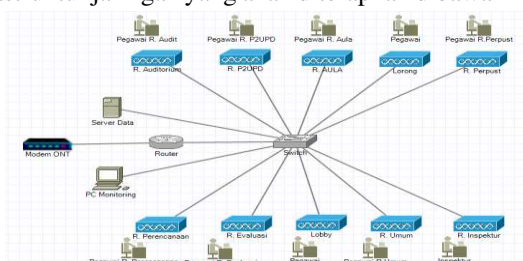 Pegawai R. Audit
Pegawai R. P2UPD
Pegawai R. Aula
Pegawai
Pegawai R.Perpust
R. Auditorium
R. P2UPD
R. AULA
Lorong
R. Perpust
Server Data
Modem ONT
Router
Switch
PC Monitoring
R. Perencanaan
R. Evaluasi
Lobby
R. Umum
R. Inspektur